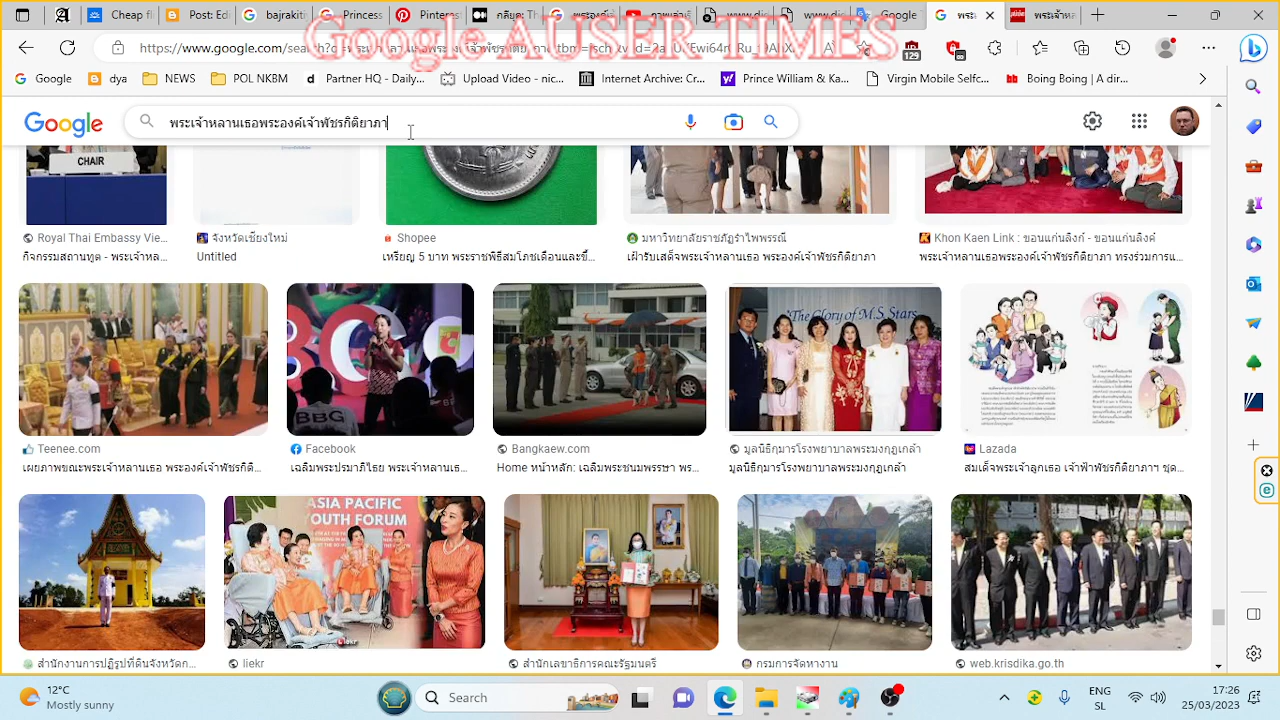 Google AUSER TIMES
Cheap iP
Post Edi
Google
การแต่งก
Pinteres
Nights: "Th
Google
พระเจ้าหล
https://www.google.com/sea
129
Google
dya
NEWS
POL NKBM
Partner HQ - Daily...
Upload Video - nic...
Internet Archive: Cr...
Prince William & Ka...
Virgin Mobile Selfc...
Boing Boing | A dir...
Google
พระเจ้าหลานเธอพระองค์เจ้าพัชรกิติยาภา
CHAIR
Royal Thai Embassy Vie...
จังหวัดเชียงใหม่
Shopee
มหาวิทยาลัยราชภัฏรำไพพรรณี
Khon Kaen Link : ขอนแก่นลิงก์ - ขอนแก่น
กิจกรรมสถานทูต - พระเจ้าหล...
Untitled
เหรียญ 5 บาท พระราชพิธีสมโภชเดือนและขึ้...
เฝ้ารับเสด็จพระเจ้าหลานเธอ พระองค์เจ้าพัชรกิติยาภา
พระเจ้าหลานเธอ พระองค์เจ้าพัชรกิติยาภา ทรงร่วมการแ...
"The Glory of M.S. Stars
Teenee.com
Facebook
Bangkaew.com
มูลนิธิกุมารโรงพยาบาลพระมงกุฎเกล้า
Lazada
เผยภาพขณะพระเจ้าหลานเธอ พระองค์เจ้าพัชรกิติ...
เฉลิมพระประภาไทย พระเจ้าหลานเธ...
Home หน้าหลัก: เฉลิมพระชนมพรรษา พร...
มูลนิธิกุมารโรงพยาบาลพระมงกุฎเกล้า
สมเด็จพระเจ้าลูกเธอ เจ้าฟ้าพัชรกิติยาภาฯ ชุด...
ASIA PACIFIC
YOUTH FORUM
liekr
สำนักงานการปฏิรูปที่ดินจังหวัดก...
liekr
สำนักเลขาธิการคณะรัฐมนตรี
กรมการจัดหางาน
web.krisdika.go.th
12°C
Mostly sunny
Search
ENG
SL
17:26
25/03/2023